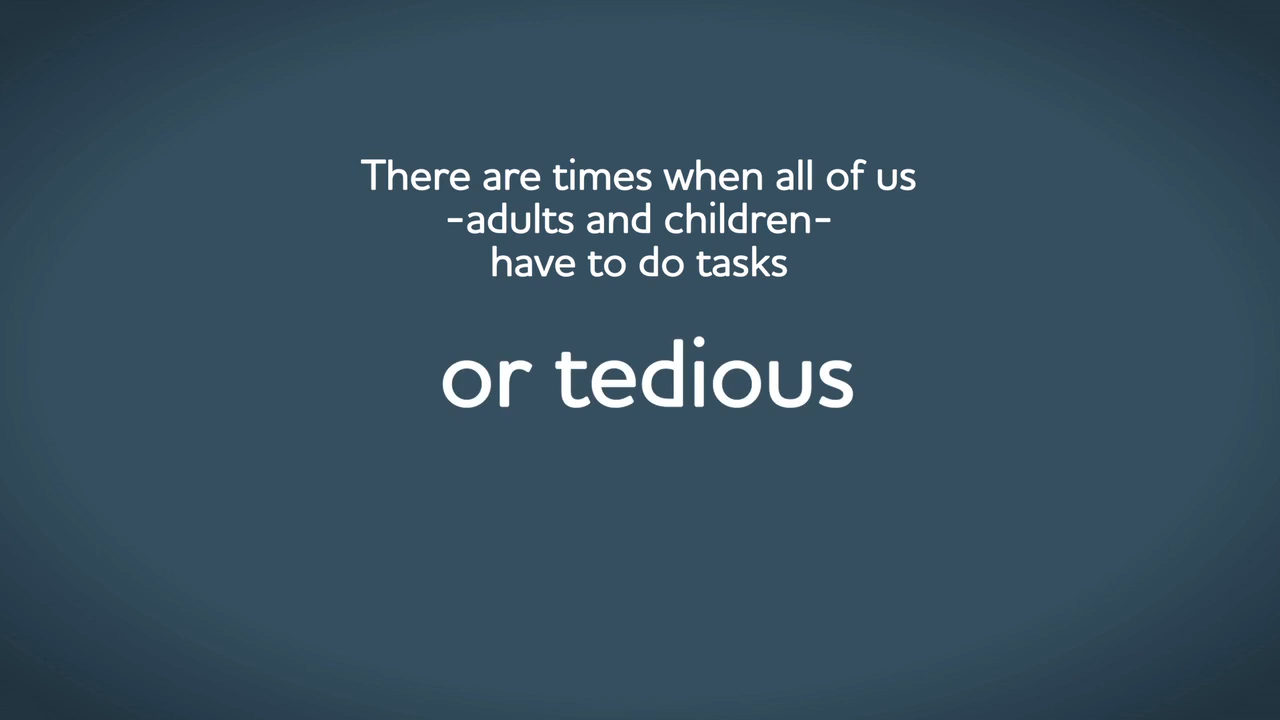 There are times when all of us
-adults and children-
have to do tasks
or tedious